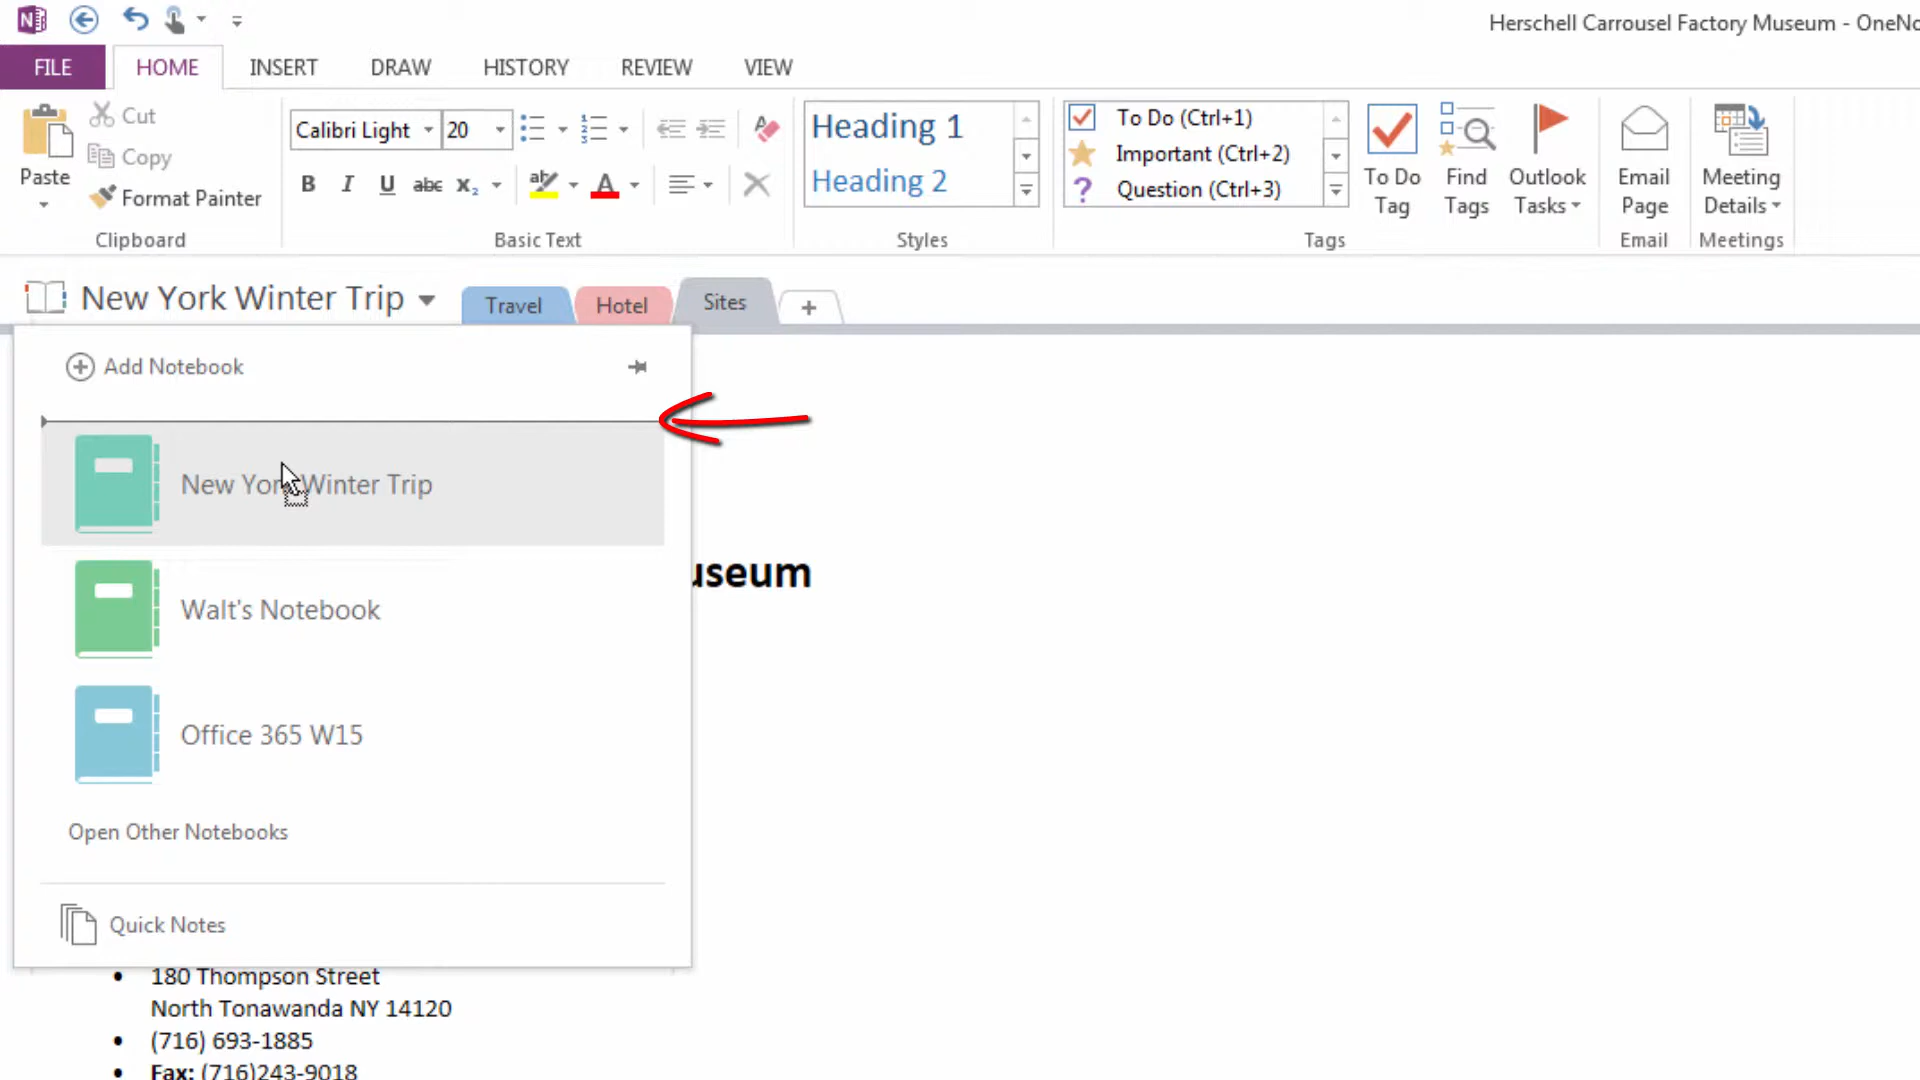 Herschell Carrousel Factory Museum - OneNo
FILE HOME INSERT DRAW HISTORY REVIEW VIEW
Paste
Cut
Copy
Format Painter
Clipboard
Calibri Light 20
B I U abc x₂ ab A
Basic Text
Heading 1
Heading 2
Styles
To Do (Ctrl+1)
Important (Ctrl+2)
Question (Ctrl+3)
To Do
Tag
Find
Tags
Outlook
Tasks
Tags
Email
Page
Email
Meeting
Details
Meetings
New York Winter Trip Travel Hotel Sites
Add Notebook
New York Winter Trip
Walt's Notebook
Office 365 W15
Open Other Notebooks
Quick Notes
useum
• 180 Thompson Street
North Tonawanda NY 14120
• (716) 693-1885
• Fax: (716)243-9018